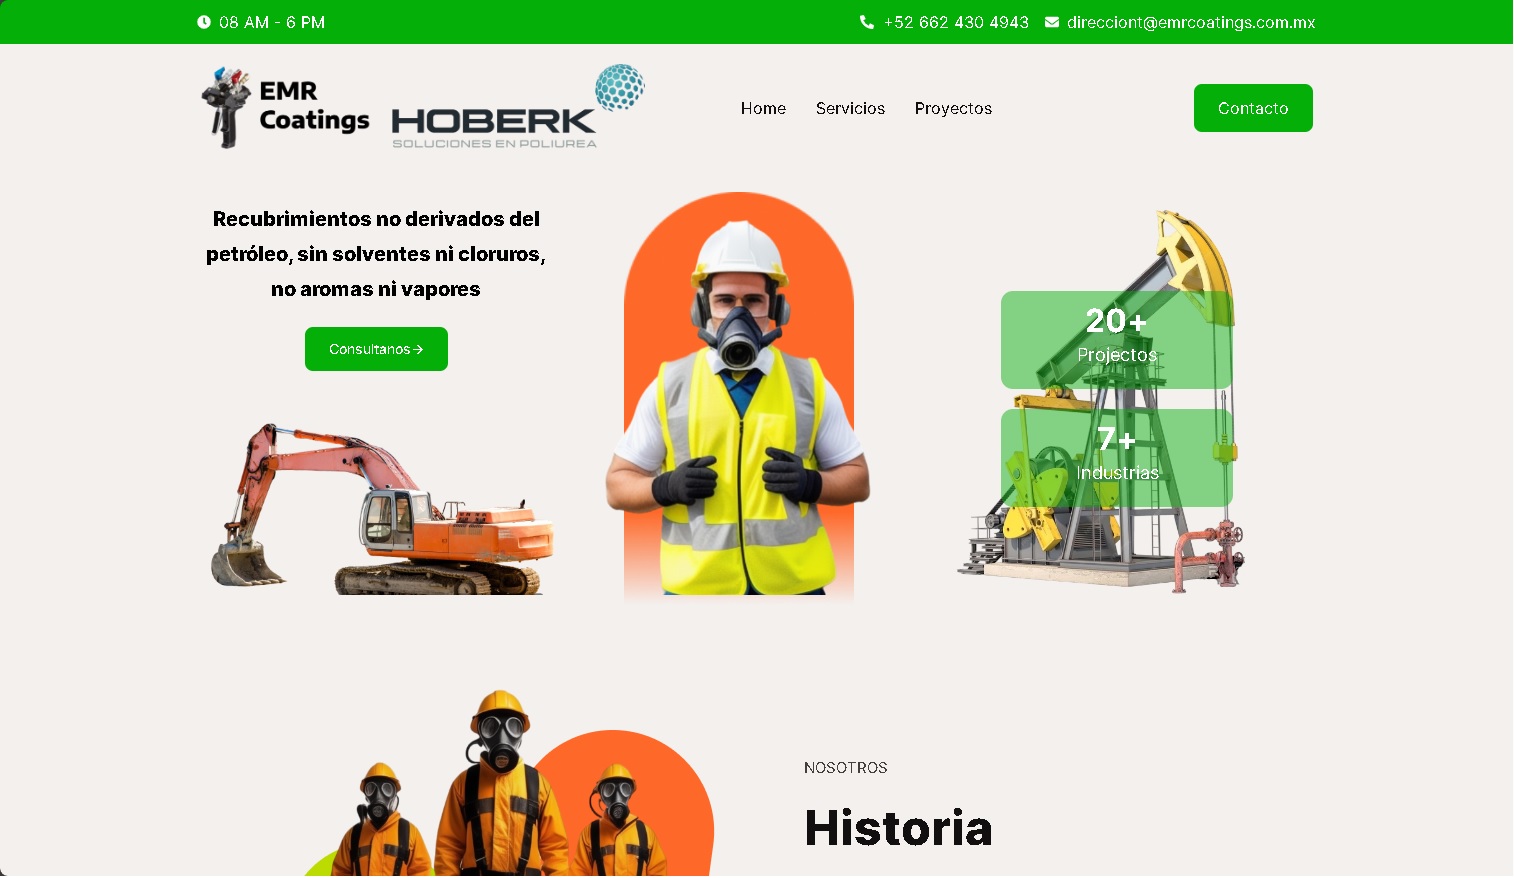 08 AM - 6 PM
+52 662 430 4943
direcciont@emrcoatings.com.mx
EMR
Coatings
HOBERK
SOLUCIONES EN POLIUREA
Home
Servicios
Proyectos
Contacto
Recubrimientos no derivados del
petróleo, sin solventes ni cloruros,
no aromas ni vapores
Consultanos→
20+
Projectos
7+
Industrias
NOSOTROS
Historia